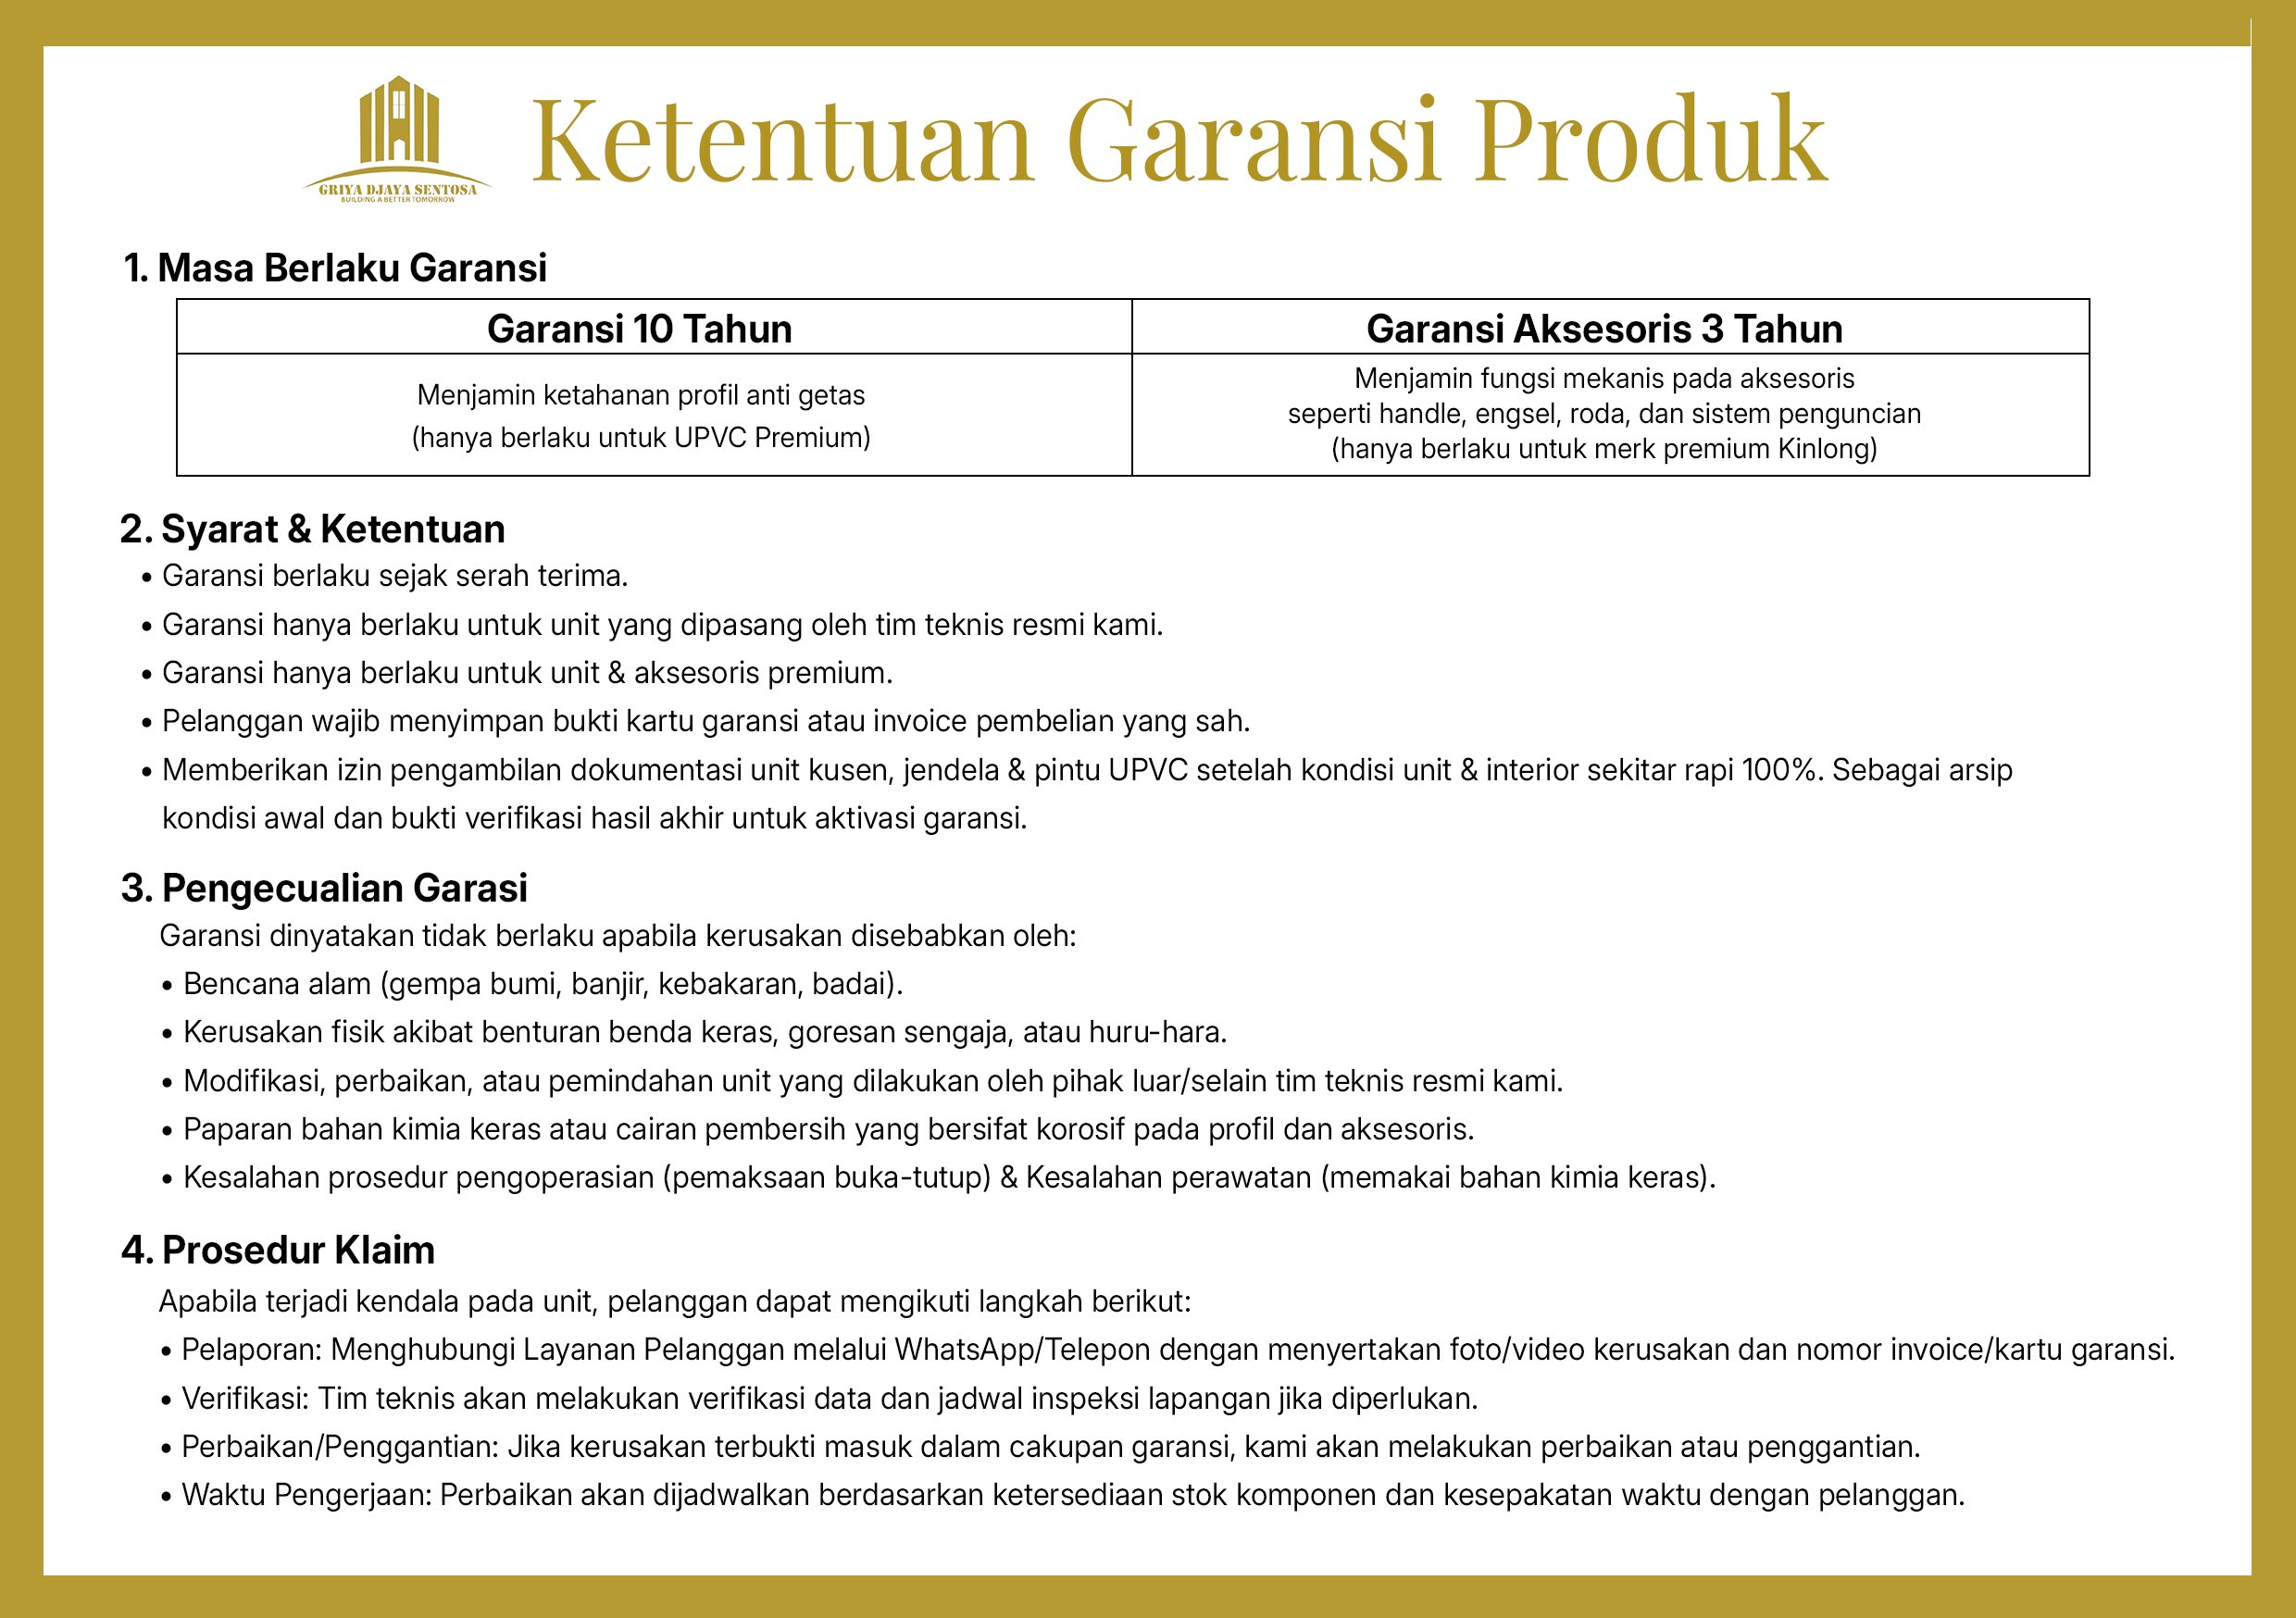 GRIYA DJAYA SENTOSA
BUILDING A BETTER TOMORROW
Ketentuan Garansi Produk
1. Masa Berlaku Garansi
Garansi 10 Tahun
Menjamin ketahanan profil anti getas
(hanya berlaku untuk UPVC Premium)
Garansi Aksesoris 3 Tahun
Menjamin fungsi mekanis pada aksesoris
seperti handle, engsel, roda, dan sistem penguncian
(hanya berlaku untuk merk premium Kinlong)
2. Syarat & Ketentuan
• Garansi berlaku sejak serah terima.
• Garansi hanya berlaku untuk unit yang dipasang oleh tim teknis resmi kami.
• Garansi hanya berlaku untuk unit & aksesoris premium.
• Pelanggan wajib menyimpan bukti kartu garansi atau invoice pembelian yang sah.
• Memberikan izin pengambilan dokumentasi unit kusen, jendela & pintu UPVC setelah kondisi unit & interior sekitar rapi 100%. Sebagai arsip
kondisi awal dan bukti verifikasi hasil akhir untuk aktivasi garansi.
3. Pengecualian Garasi
Garansi dinyatakan tidak berlaku apabila kerusakan disebabkan oleh:
• Bencana alam (gempa bumi, banjir, kebakaran, badai).
• Kerusakan fisik akibat benturan benda keras, goresan sengaja, atau huru-hara.
• Modifikasi, perbaikan, atau pemindahan unit yang dilakukan oleh pihak luar/selain tim teknis resmi kami.
• Paparan bahan kimia keras atau cairan pembersih yang bersifat korosif pada profil dan aksesoris.
• Kesalahan prosedur pengoperasian (pemaksaan buka-tutup) & Kesalahan perawatan (memakai bahan kimia keras).
4. Prosedur Klaim
Apabila terjadi kendala pada unit, pelanggan dapat mengikuti langkah berikut:
• Pelaporan: Menghubungi Layanan Pelanggan melalui WhatsApp/Telepon dengan menyertakan foto/video kerusakan dan nomor invoice/kartu garansi.
• Verifikasi: Tim teknis akan melakukan verifikasi data dan jadwal inspeksi lapangan jika diperlukan.
• Perbaikan/Penggantian: Jika kerusakan terbukti masuk dalam cakupan garansi, kami akan melakukan perbaikan atau penggantian.
• Waktu Pengerjaan: Perbaikan akan dijadwalkan berdasarkan ketersediaan stok komponen dan kesepakatan waktu dengan pelanggan.